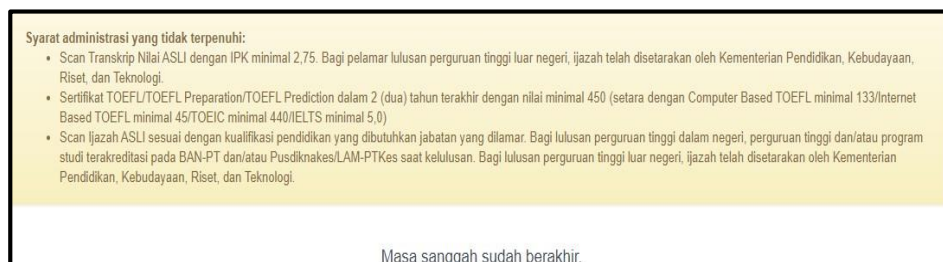 Syarat administrasi yang tidak terpenuhi:
• Scan Transkrip Nilai ASLI dengan IPK minimal 2,75. Bagi pelamar lulusan perguruan tinggi luar negeri, ijazah telah disetarakan oleh Kementerian Pendidikan, Kebudayaan,
Riset, dan Teknologi.
• Sertifikat TOEFL/TOEFL Preparation/TOEFL Prediction dalam 2 (dua) tahun terakhir dengan nilai minimal 450 (setara dengan Computer Based TOEFL minimal 133/Internet
Based TOEFL minimal 45/TOEIC minimal 440/IELTS minimal 5,0)
• Scan Ijazah ASLI sesuai dengan kualifikasi pendidikan yang dibutuhkan jabatan yang dilamar. Bagi lulusan perguruan tinggi dalam negeri, perguruan tinggi dan/atau program
studi terakreditasi pada BAN-PT dan/atau Pusdiknakes/LAM-PTKes saat kelulusan. Bagi lulusan perguruan tinggi luar negeri, ijazah telah disetarakan oleh Kementerian
Pendidikan, Kebudayaan, Riset, dan Teknologi.
Masa sanggah sudah berakhir.